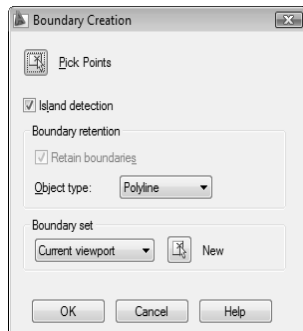 Boundary Creation
Pick Points
Island detection
Boundary retention
Retain boundaries
Object type: Polyline
Boundary set
Current viewport New
OK Cancel Help